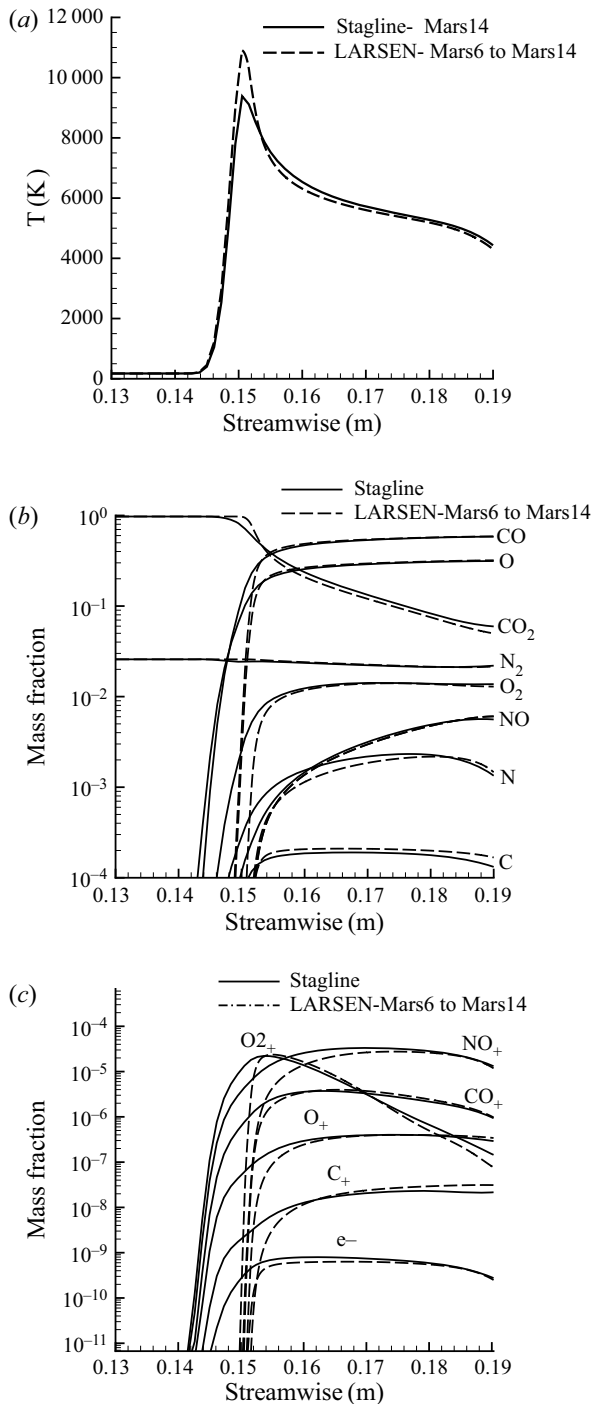 (a)
Stagline- Mars14
LARSEN- Mars6 to Mars14
12 000
10 000
8000
6000
4000
2000
0
T (K)
0.13 0.14 0.15 0.16 0.17 0.18 0.19
Streamwise (m)
(b)
Stagline
LARSEN-Mars6 to Mars14
10⁰
10⁻¹
10⁻²
10⁻³
10⁻⁴
Mass fraction
CO
O
CO₂
N₂
O₂
NO
N
C
0.13 0.14 0.15 0.16 0.17 0.18 0.19
Streamwise (m)
(c)
Stagline
LARSEN-Mars6 to Mars14
10⁻⁴
10⁻⁵
10⁻⁶
10⁻⁷
10⁻⁸
10⁻⁹
10⁻¹⁰
10⁻¹¹
Mass fraction
O2₊
NO₊
CO₊
O₊
C₊
e–
0.13 0.14 0.15 0.16 0.17 0.18 0.19
Streamwise (m)